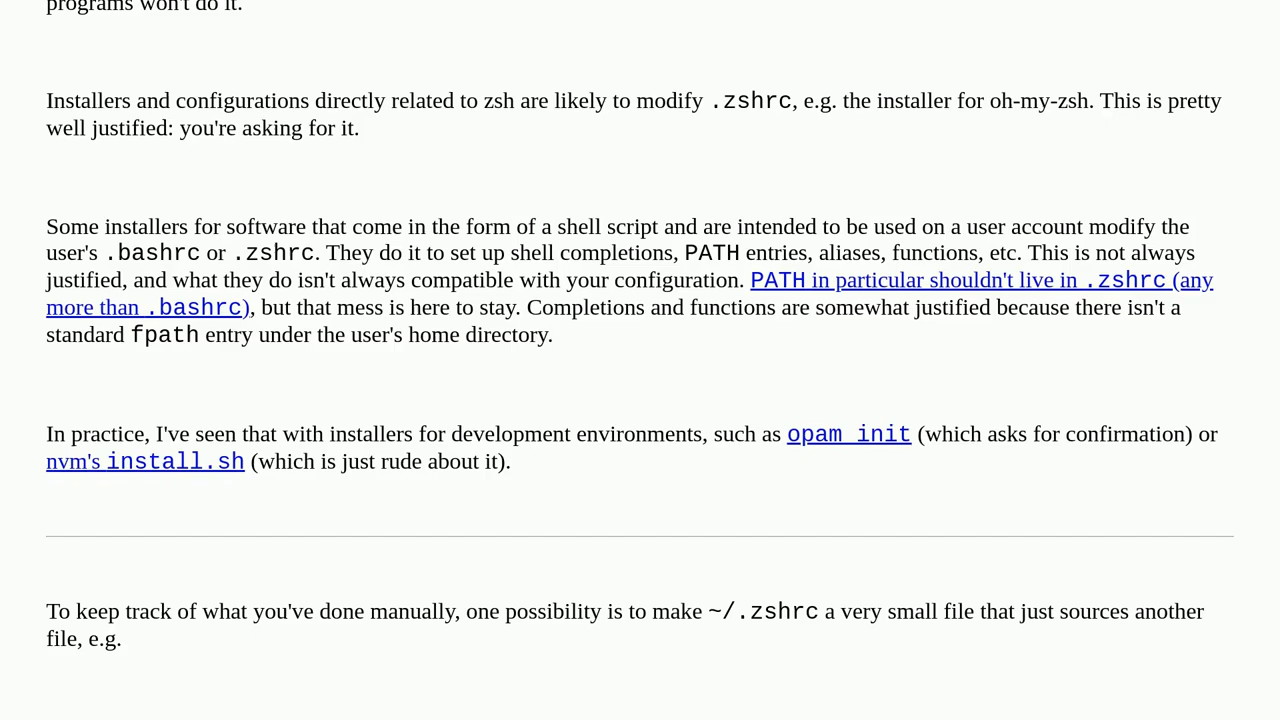 programs won't do it.
Installers and configurations directly related to zsh are likely to modify .zshrc, e.g. the installer for oh-my-zsh. This is pretty
well justified: you're asking for it.
Some installers for software that come in the form of a shell script and are intended to be used on a user account modify the
user's .bashrc or .zshrc. They do it to set up shell completions, PATH entries, aliases, functions, etc. This is not always
justified, and what they do isn't always compatible with your configuration. PATH in particular shouldn't live in .zshrc (any
more than .bashrc), but that mess is here to stay. Completions and functions are somewhat justified because there isn't a
standard fpath entry under the user's home directory.
In practice, I've seen that with installers for development environments, such as opam init (which asks for confirmation) or
nvm's install.sh (which is just rude about it).
To keep track of what you've done manually, one possibility is to make ~/.zshrc a very small file that just sources another
file, e.g.